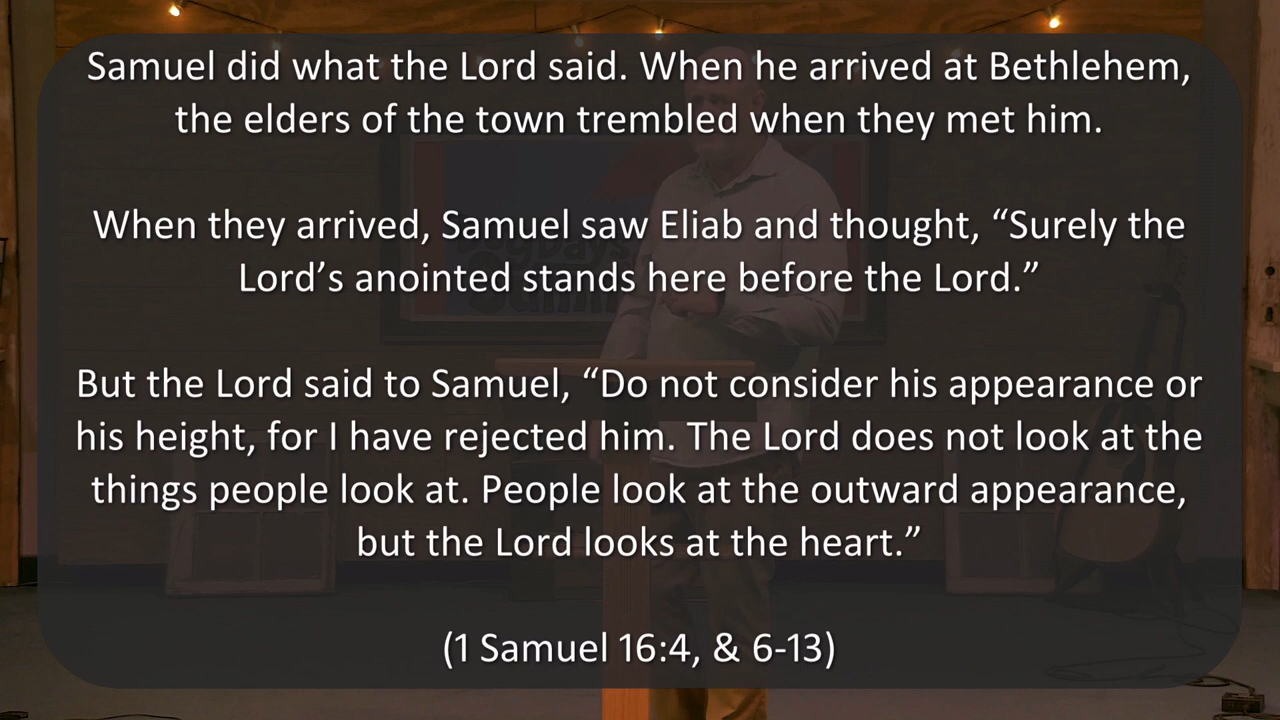 Samuel did what the Lord said. When he arrived at Bethlehem,
the elders of the town trembled when they met him.
When they arrived, Samuel saw Eliab and thought, “Surely the
Lord’s anointed stands here before the Lord.”
But the Lord said to Samuel, “Do not consider his appearance or
his height, for I have rejected him. The Lord does not look at the
things people look at. People look at the outward appearance,
but the Lord looks at the heart.”
(1 Samuel 16:4, & 6-13)